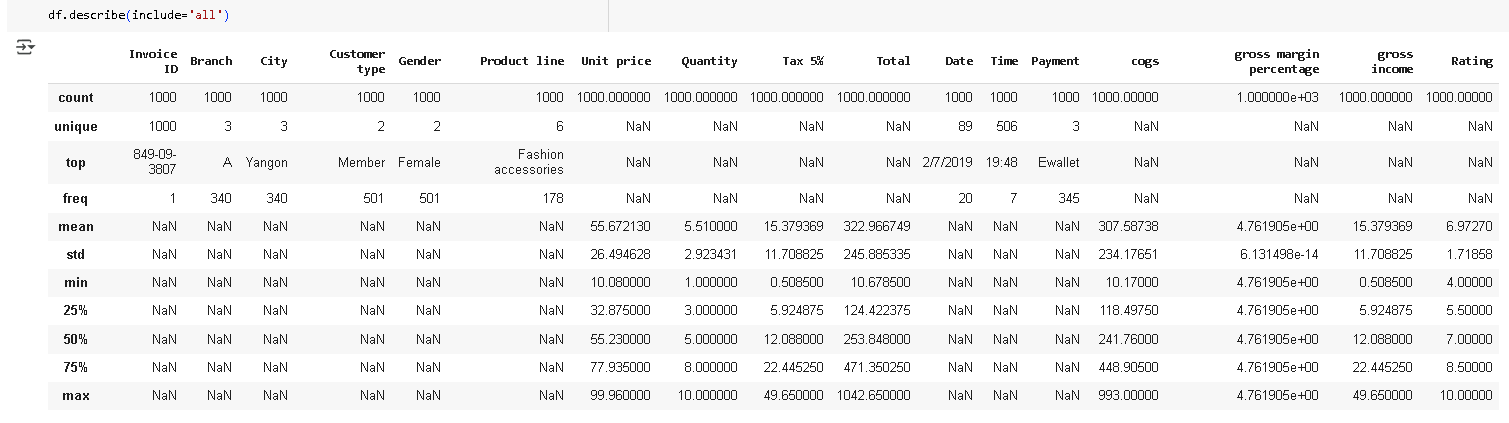 df.describe(include='all')
Invoice ID Branch City Customer type Gender Product line Unit price Quantity Tax 5% Total Date Time Payment cogs gross margin percentage gross income Rating
count 1000 1000 1000 1000 1000 1000 1000.000000 1000.000000 1000.000000 1000.000000 1000 1000 1000 1000.00000 1.000000e+03 1000.000000 1000.00000
unique 1000 3 3 2 2 6 NaN NaN NaN NaN 89 506 3 NaN NaN NaN NaN
top 849-09-3807 A Yangon Member Female Fashion accessories NaN NaN NaN NaN 2/7/2019 19:48 Ewallet NaN NaN NaN NaN
freq 1 340 340 501 501 178 NaN NaN NaN NaN 20 7 345 NaN NaN NaN NaN
mean NaN NaN NaN NaN NaN NaN 55.672130 5.510000 15.379369 322.966749 NaN NaN NaN 307.58738 4.761905e+00 15.379369 6.97270
std NaN NaN NaN NaN NaN NaN 26.494628 2.923431 11.708825 245.885335 NaN NaN NaN 234.17651 6.131498e-14 11.708825 1.71858
min NaN NaN NaN NaN NaN NaN 10.080000 1.000000 0.508500 10.678500 NaN NaN NaN 10.17000 4.761905e+00 0.508500 4.00000
25% NaN NaN NaN NaN NaN NaN 32.875000 3.000000 5.924875 124.422375 NaN NaN NaN 118.49750 4.761905e+00 5.924875 5.50000
50% NaN NaN NaN NaN NaN NaN 55.230000 5.000000 12.088000 253.848000 NaN NaN NaN 241.76000 4.761905e+00 12.088000 7.00000
75% NaN NaN NaN NaN NaN NaN 77.935000 8.000000 22.445250 471.350250 NaN NaN NaN 448.90500 4.761905e+00 22.445250 8.50000
max NaN NaN NaN NaN NaN NaN 99.960000 10.000000 49.650000 1042.650000 NaN NaN NaN 993.00000 4.761905e+00 49.650000 10.00000